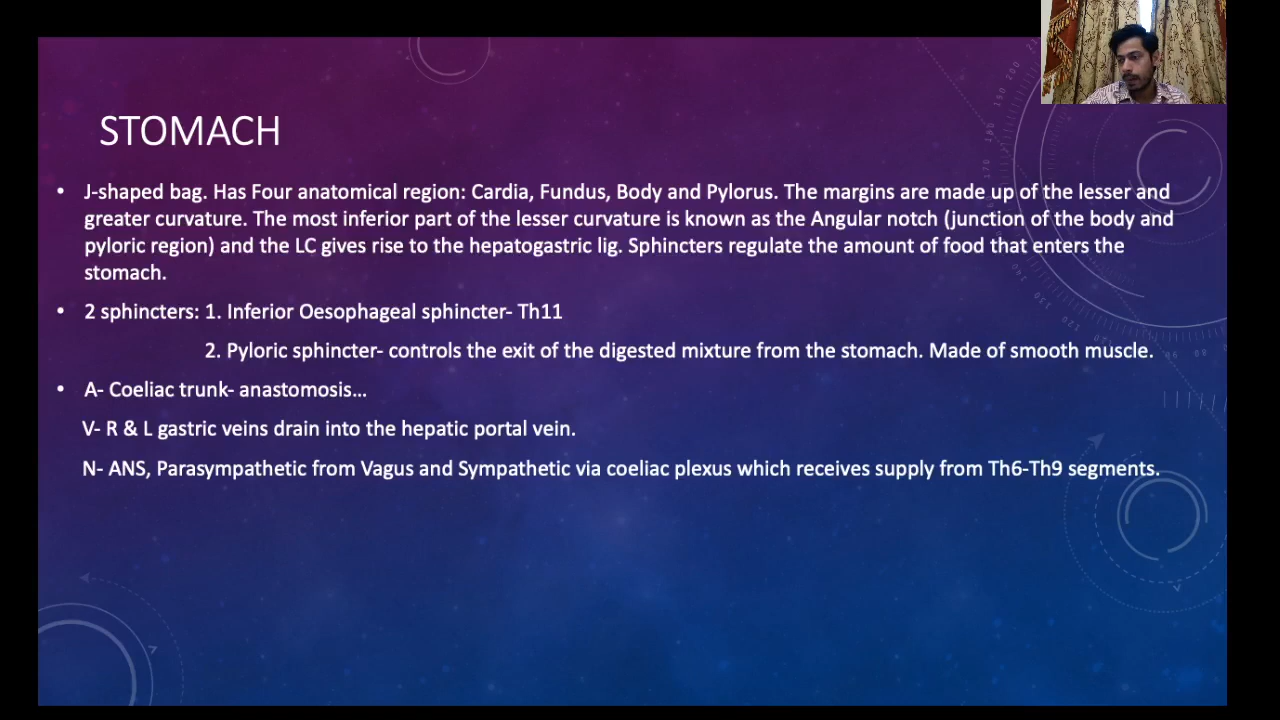 STOMACH
• J-shaped bag. Has Four anatomical region: Cardia, Fundus, Body and Pylorus. The margins are made up of the lesser and
greater curvature. The most inferior part of the lesser curvature is known as the Angular notch (junction of the body and
pyloric region) and the LC gives rise to the hepatogastric lig. Sphincters regulate the amount of food that enters the
stomach.
• 2 sphincters: 1. Inferior Oesophageal sphincter- Th11
2. Pyloric sphincter- controls the exit of the digested mixture from the stomach. Made of smooth muscle.
• A- Coeliac trunk- anastomosis...
V- R & L gastric veins drain into the hepatic portal vein.
N- ANS, Parasympathetic from Vagus and Sympathetic via coeliac plexus which receives supply from Th6-Th9 segments.